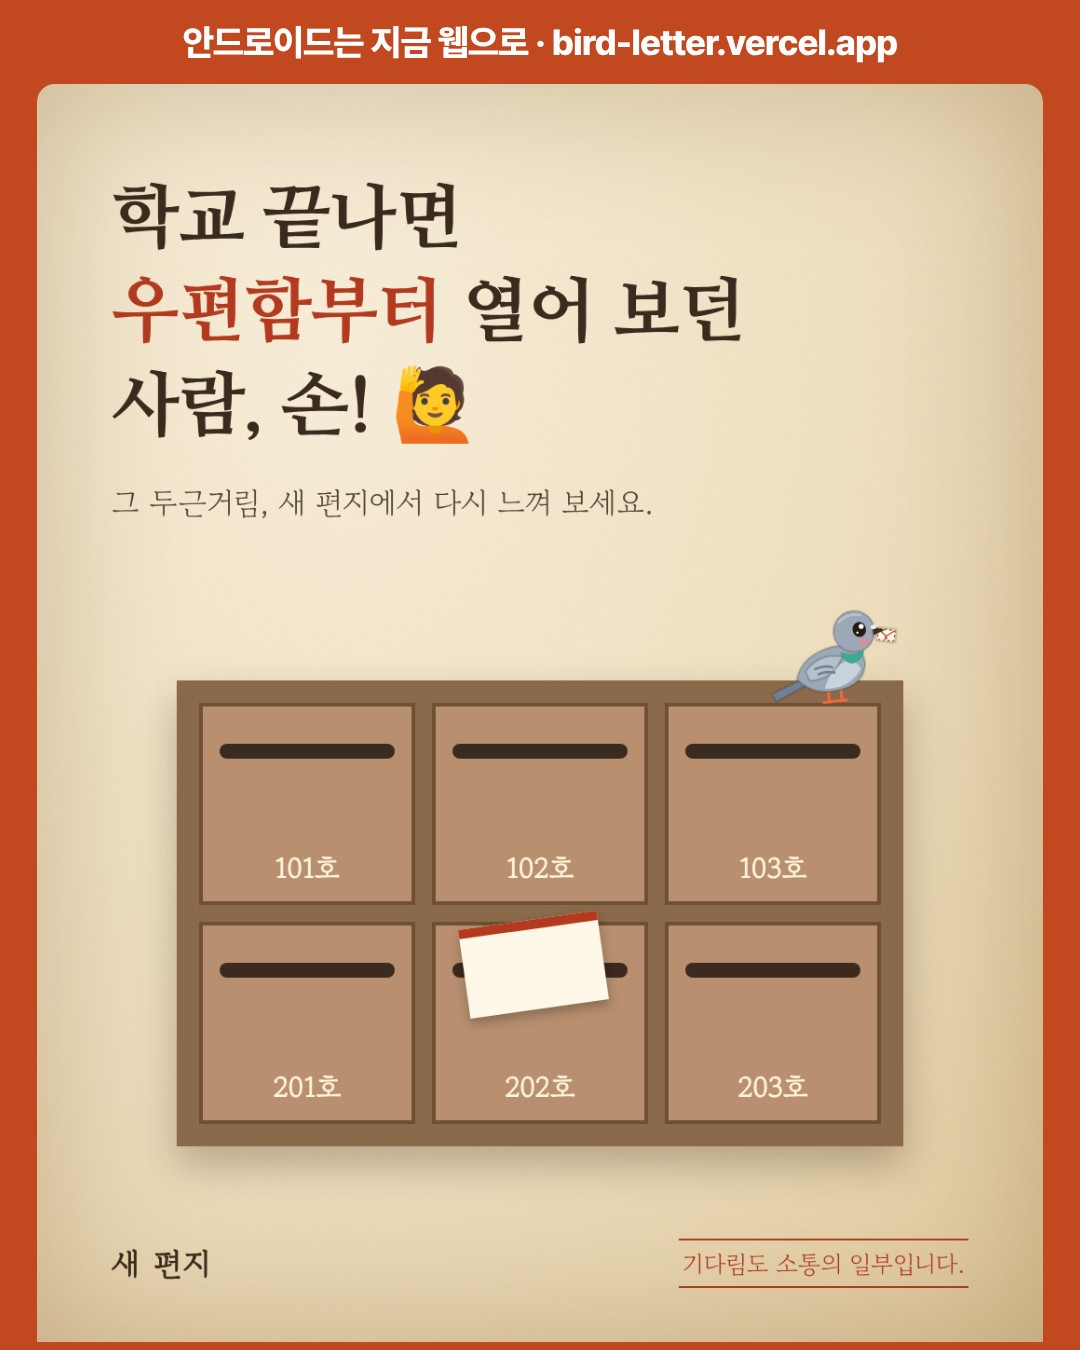 안드로이드는 지금 웹으로 · bird-letter.vercel.app
학교 끝나면
우편함부터 열어 보던
사람, 손! 🙋
그 두근거림, 새 편지에서 다시 느껴 보세요.
101호
102호
103호
201호
202호
203호
새 편지
기다림도 소통의 일부입니다.